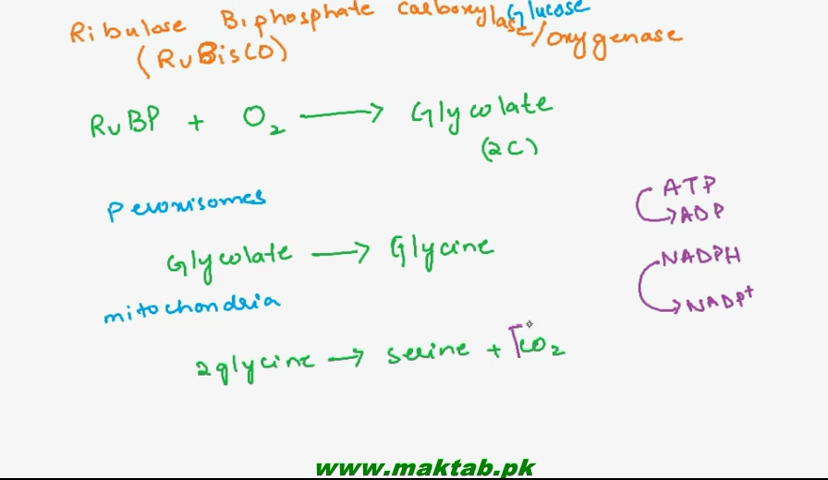 Ribulose Biphosphate carboxylase/oxygenase
Glucose
(RuBisCO)
RuBP + O2 → Glycolate
(2C)
Peroxisomes
Glycolate → Glycine
mitochondria
2glycine → serine + CO2
ATP
ADP
NADPH
NADP+
www.maktab.pk